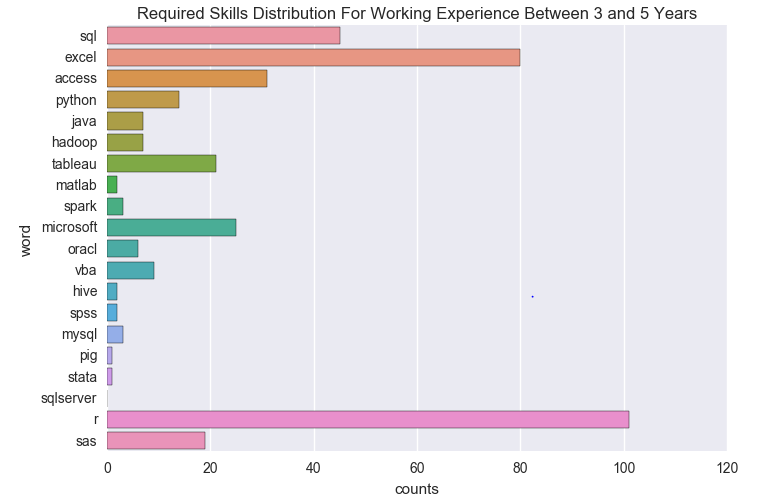 Required Skills Distribution For Working Experience Between 3 and 5 Years
sql
excel
access
python
java
hadoop
tableau
matlab
spark
microsoft
oracl
vba
hive
spss
mysql
pig
stata
sqlserver
r
sas
word
0 20 40 60 80 100 120
counts